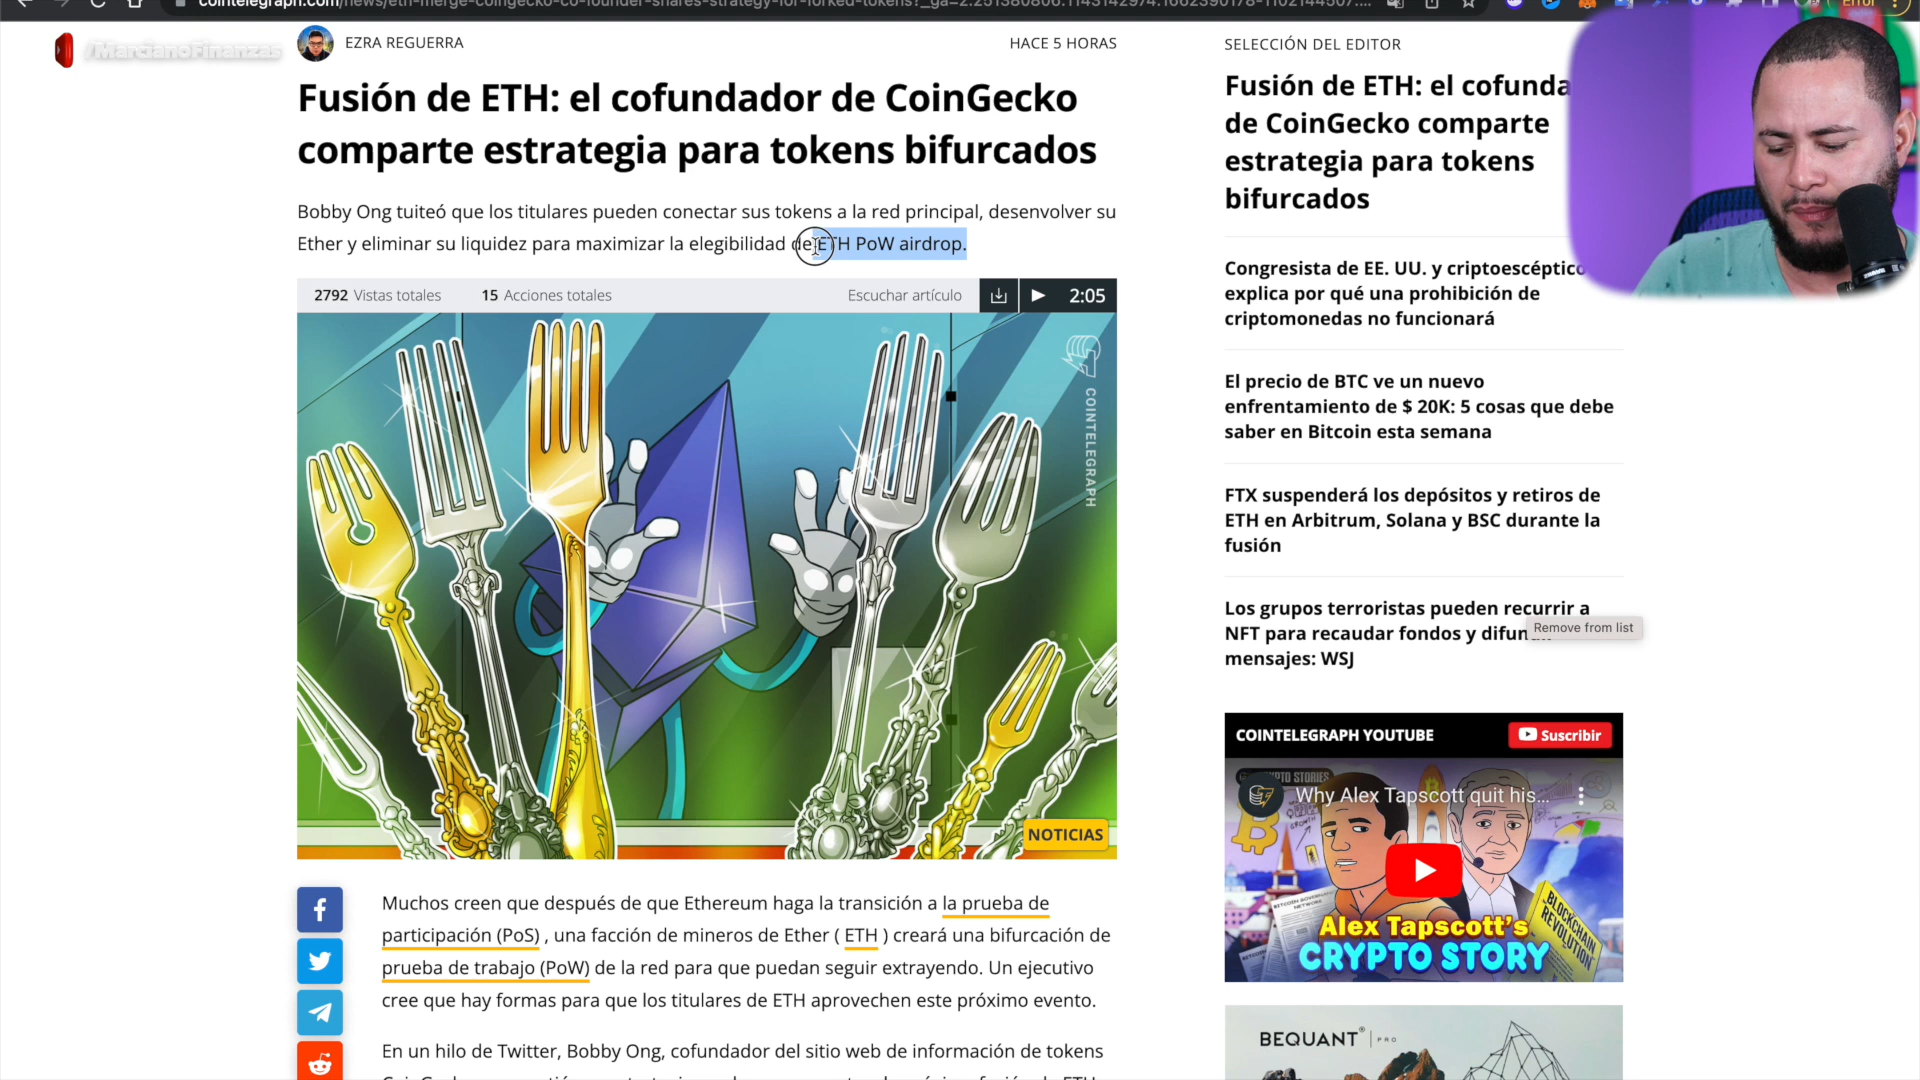 cointelegraph.com/news/eth-merge-coingecko-co-founder-shares-strategy-for-forked-tokens?_ga=2.251380806.1143142974.1662390178-1102144507....
Error
/MarcianoFinanzas
EZRA REGUERRA
HACE 5 HORAS
Fusión de ETH: el cofundador de CoinGecko
comparte estrategia para tokens bifurcados
Bobby Ong tuiteó que los titulares pueden conectar sus tokens a la red principal, desenvolver su
Ether y eliminar su liquidez para maximizar la elegibilidad de ETH PoW airdrop.
2792 Vistas totales
15 Acciones totales
Escuchar artículo
2:05
COINTELEGRAPH
NOTICIAS
Muchos creen que después de que Ethereum haga la transición a la prueba de
participación (PoS) , una facción de mineros de Ether ( ETH ) creará una bifurcación de
prueba de trabajo (PoW) de la red para que puedan seguir extrayendo. Un ejecutivo
cree que hay formas para que los titulares de ETH aprovechen este próximo evento.
En un hilo de Twitter, Bobby Ong, cofundador del sitio web de información de tokens
SELECCIÓN DEL EDITOR
Fusión de ETH: el cofunda
de CoinGecko comparte
estrategia para tokens
bifurcados
Congresista de EE. UU. y criptoescéptico
explica por qué una prohibición de
criptomonedas no funcionará
El precio de BTC ve un nuevo
enfrentamiento de $ 20K: 5 cosas que debe
saber en Bitcoin esta semana
FTX suspenderá los depósitos y retiros de
ETH en Arbitrum, Solana y BSC durante la
fusión
Los grupos terroristas pueden recurrir a
NFT para recaudar fondos y difun
Remove from list
mensajes: WSJ
COINTELEGRAPH YOUTUBE
Suscribir
CRYPTO STORIES
Why Alex Tapscott quit his...
GROWTH
BLOCKCHAIN
REVOLUTION
Alex Tapscott's
CRYPTO STORY
BEQUANT® | PRO